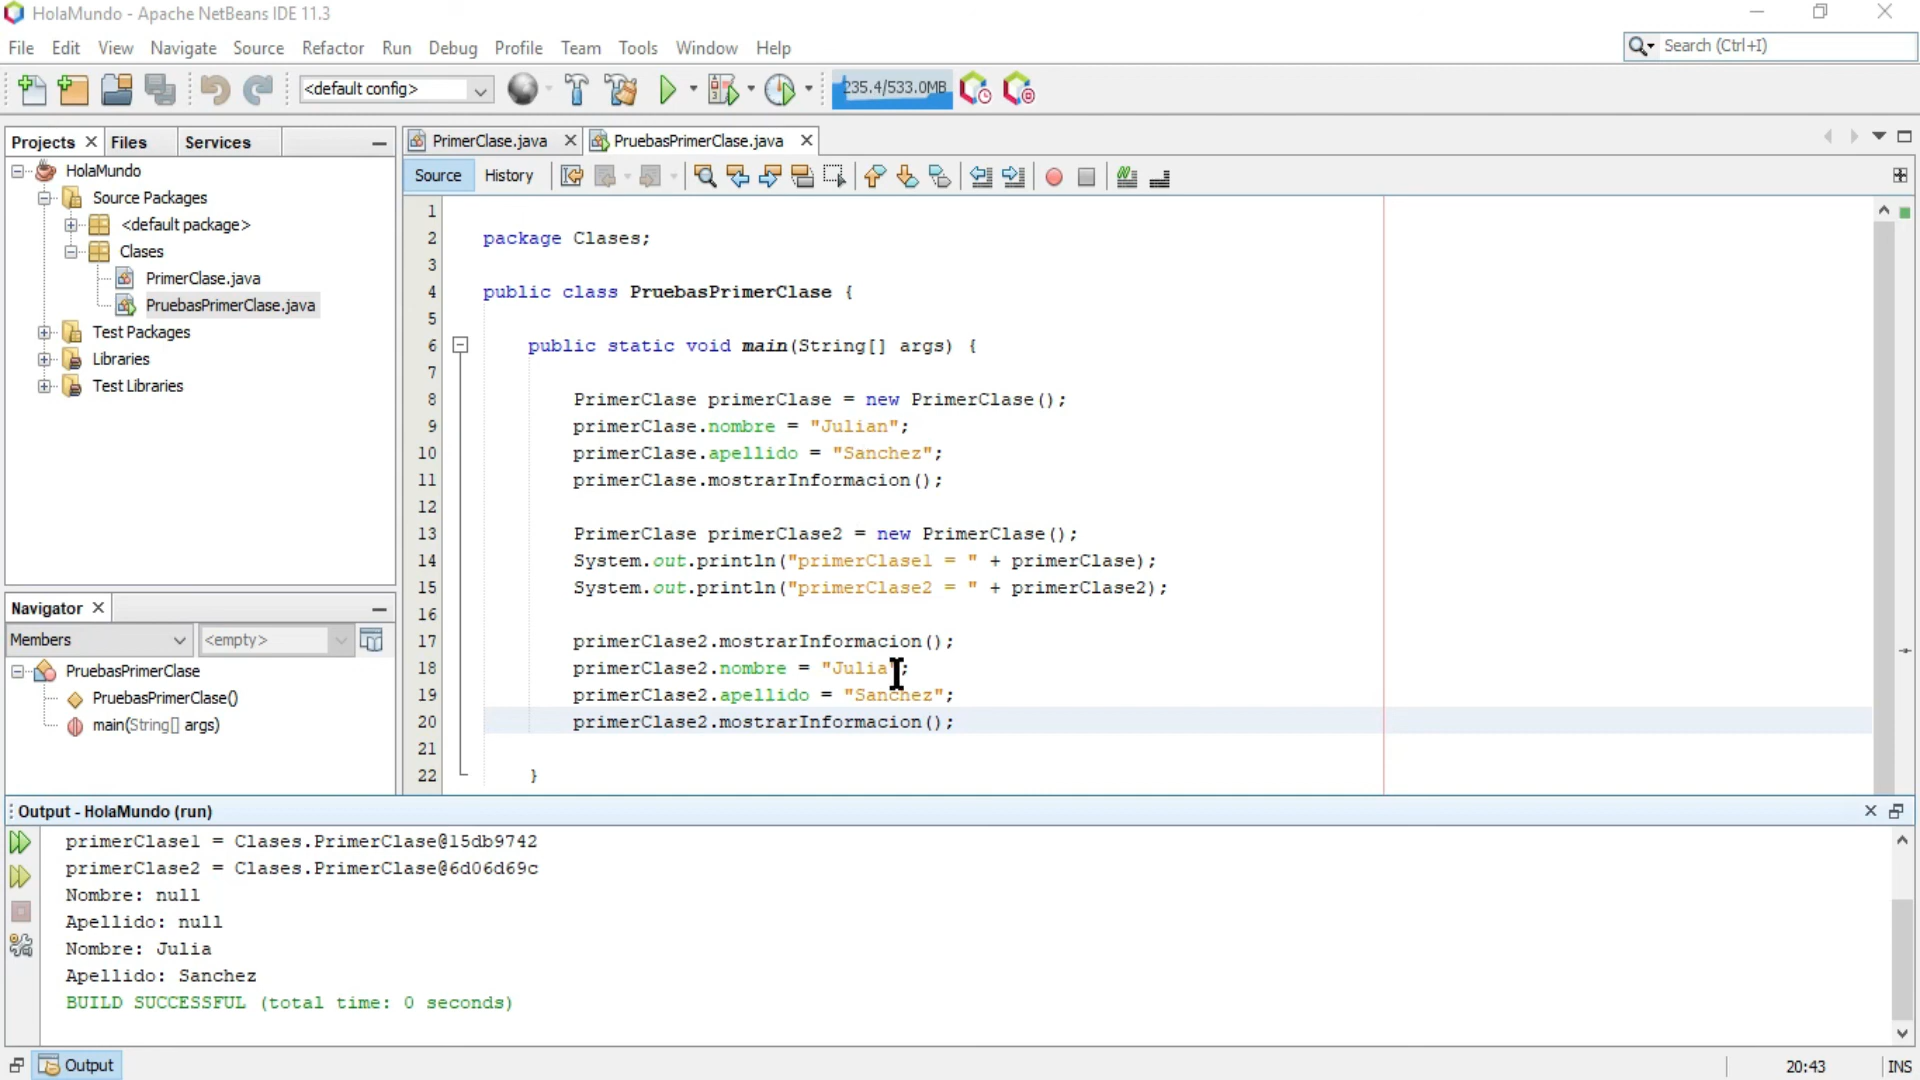 HolaMundo - Apache NetBeans IDE 11.3
File Edit View Navigate Source Refactor Run Debug Profile Team Tools Window Help
Search (Ctrl+I)
<default config>
235.4/533.0MB
Projects Files Services
HolaMundo
Source Packages
<default package>
Clases
PrimerClase.java
PruebasPrimerClase.java
Test Packages
Libraries
Test Libraries
Navigator
Members <empty>
PruebasPrimerClase
PruebasPrimerClase()
main(String[] args)
PrimerClase.java PruebasPrimerClase.java
Source History
1
2 package Clases;
3
4 public class PruebasPrimerClase {
5
6 public static void main(String[] args) {
7
8 PrimerClase primerClase = new PrimerClase();
9 primerClase.nombre = "Julian";
10 primerClase.apellido = "Sanchez";
11 primerClase.mostrarInformacion();
12
13 PrimerClase primerClase2 = new PrimerClase();
14 System.out.println("primerClase1 = " + primerClase);
15 System.out.println("primerClase2 = " + primerClase2);
16
17 primerClase2.mostrarInformacion();
18 primerClase2.nombre = "Julia";
19 primerClase2.apellido = "Sanchez";
20 primerClase2.mostrarInformacion();
21
22 }
Output - HolaMundo (run)
primerClase1 = Clases.PrimerClase@15db9742
primerClase2 = Clases.PrimerClase@6d06d69c
Nombre: null
Apellido: null
Nombre: Julia
Apellido: Sanchez
BUILD SUCCESSFUL (total time: 0 seconds)
Output
20:43 INS